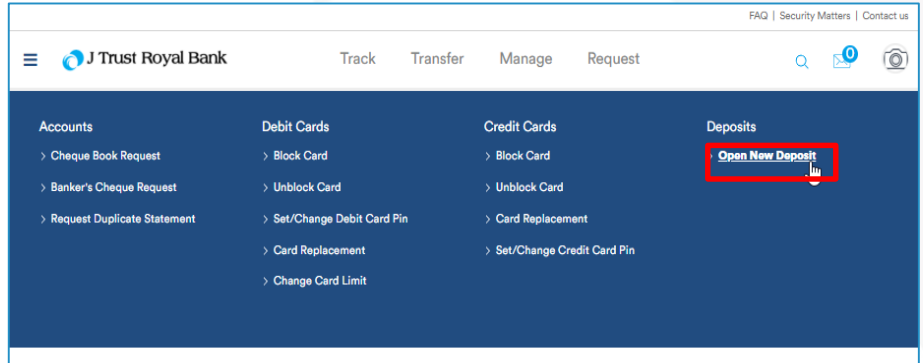 FAQ | Security Matters | Contact us
J Trust Royal Bank
Track Transfer Manage Request
0
Accounts
> Cheque Book Request
> Banker's Cheque Request
> Request Duplicate Statement
Debit Cards
> Block Card
> Unblock Card
> Set/Change Debit Card Pin
> Card Replacement
> Change Card Limit
Credit Cards
> Block Card
> Unblock Card
> Card Replacement
> Set/Change Credit Card Pin
Deposits
> Open New Deposit